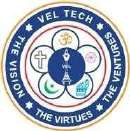 VEL TECH
THE VISION
THE VIRTUES
THE VENTURES